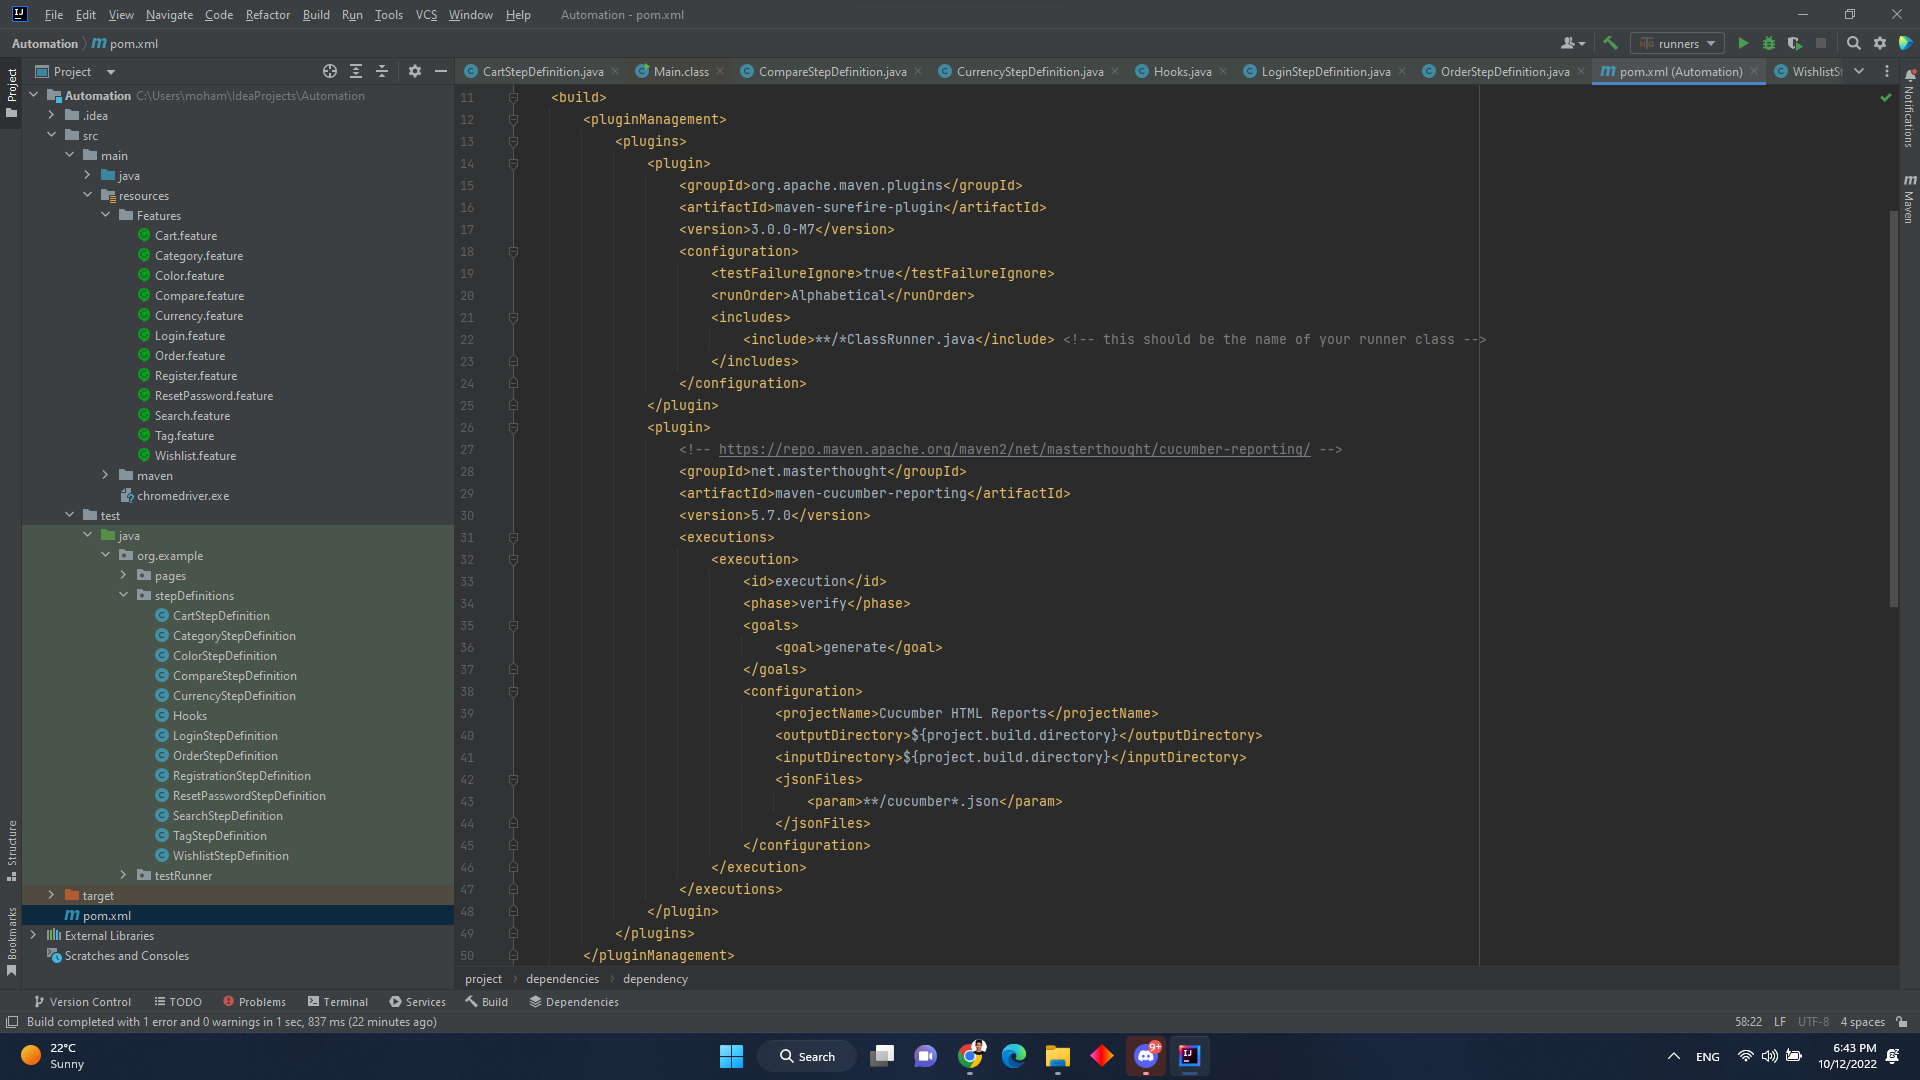 File Edit View Navigate Code Refactor Build Run Tools VCS Window Help Automation - pom.xml
Automation m pom.xml runners
Project
CartStepDefinition.java Main.class CompareStepDefinition.java CurrencyStepDefinition.java Hooks.java LoginStepDefinition.java OrderStepDefinition.java pom.xml (Automation) WishlistSt
Project
Automation C:\Users\moham\IdeaProjects\Automation
.idea
src
main
java
resources
Features
Cart.feature
Category.feature
Color.feature
Compare.feature
Currency.feature
Login.feature
Order.feature
Register.feature
ResetPassword.feature
Search.feature
Tag.feature
Wishlist.feature
maven
chromedriver.exe
test
java
org.example
pages
stepDefinitions
CartStepDefinition
CategoryStepDefinition
ColorStepDefinition
CompareStepDefinition
CurrencyStepDefinition
Hooks
LoginStepDefinition
OrderStepDefinition
RegistrationStepDefinition
ResetPasswordStepDefinition
SearchStepDefinition
TagStepDefinition
WishlistStepDefinition
testRunner
target
m pom.xml
External Libraries
Scratches and Consoles
Structure
Bookmarks
11 <build>
12 <pluginManagement>
13 <plugins>
14 <plugin>
15 <groupId>org.apache.maven.plugins</groupId>
16 <artifactId>maven-surefire-plugin</artifactId>
17 <version>3.0.0-M7</version>
18 <configuration>
19 <testFailureIgnore>true</testFailureIgnore>
20 <runOrder>Alphabetical</runOrder>
21 <includes>
22 <include>**/*ClassRunner.java</include> <!-- this should be the name of your runner class -->
23 </includes>
24 </configuration>
25 </plugin>
26 <plugin>
27 <!-- https://repo.maven.apache.org/maven2/net/masterthought/cucumber-reporting/ -->
28 <groupId>net.masterthought</groupId>
29 <artifactId>maven-cucumber-reporting</artifactId>
30 <version>5.7.0</version>
31 <executions>
32 <execution>
33 <id>execution</id>
34 <phase>verify</phase>
35 <goals>
36 <goal>generate</goal>
37 </goals>
38 <configuration>
39 <projectName>Cucumber HTML Reports</projectName>
40 <outputDirectory>${project.build.directory}</outputDirectory>
41 <inputDirectory>${project.build.directory}</inputDirectory>
42 <jsonFiles>
43 <param>**/cucumber*.json</param>
44 </jsonFiles>
45 </configuration>
46 </execution>
47 </executions>
48 </plugin>
49 </plugins>
50 </pluginManagement>
Notifications
m Maven
project dependencies dependency
Version Control TODO Problems Terminal Services Build Dependencies
Build completed with 1 error and 0 warnings in 1 sec, 837 ms (22 minutes ago) 58:22 LF UTF-8 4 spaces
22°C
Sunny
Search
9+
ENG
6:43 PM
10/12/2022